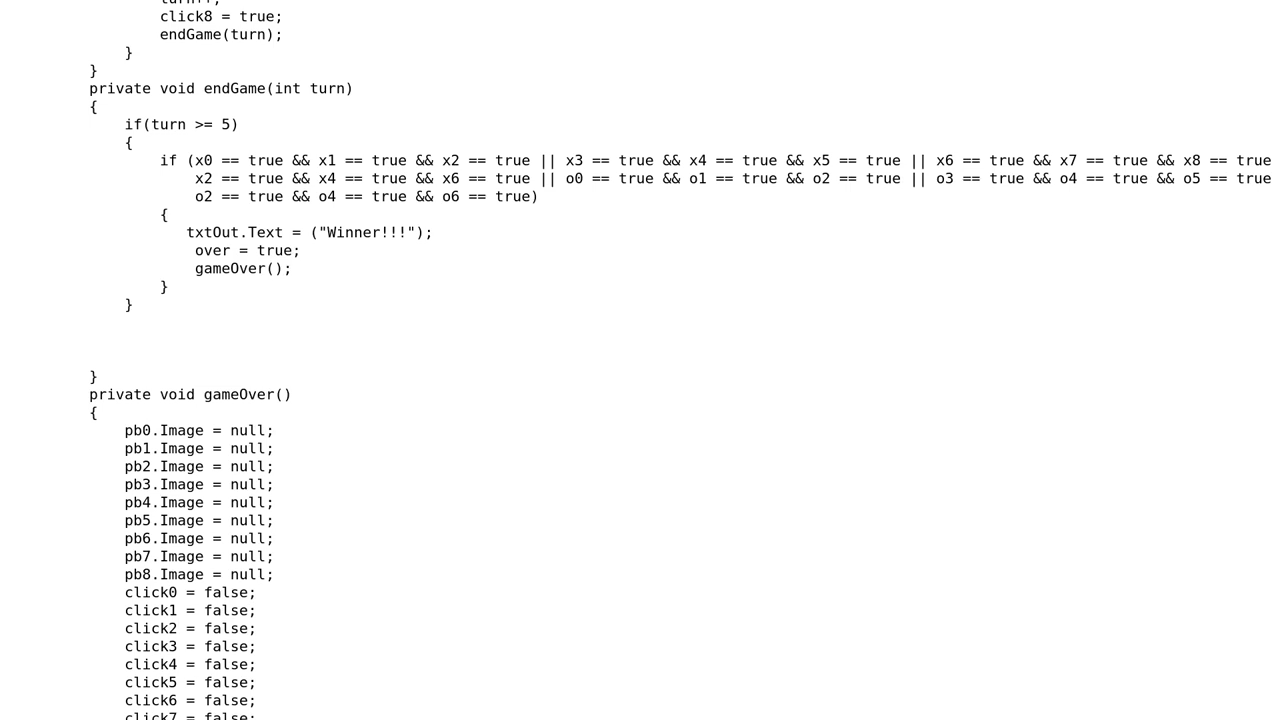 turn++;
click8 = true;
endGame(turn);
}
}
private void endGame(int turn)
{
if(turn >= 5)
{
if (x0 == true && x1 == true && x2 == true || x3 == true && x4 == true && x5 == true || x6 == true && x7 == true && x8 == true
x2 == true && x4 == true && x6 == true || o0 == true && o1 == true && o2 == true || o3 == true && o4 == true && o5 == true
o2 == true && o4 == true && o6 == true)
{
txtOut.Text = ("Winner!!!");
over = true;
gameOver();
}
}
}
private void gameOver()
{
pb0.Image = null;
pb1.Image = null;
pb2.Image = null;
pb3.Image = null;
pb4.Image = null;
pb5.Image = null;
pb6.Image = null;
pb7.Image = null;
pb8.Image = null;
click0 = false;
click1 = false;
click2 = false;
click3 = false;
click4 = false;
click5 = false;
click6 = false;
click7 = false;